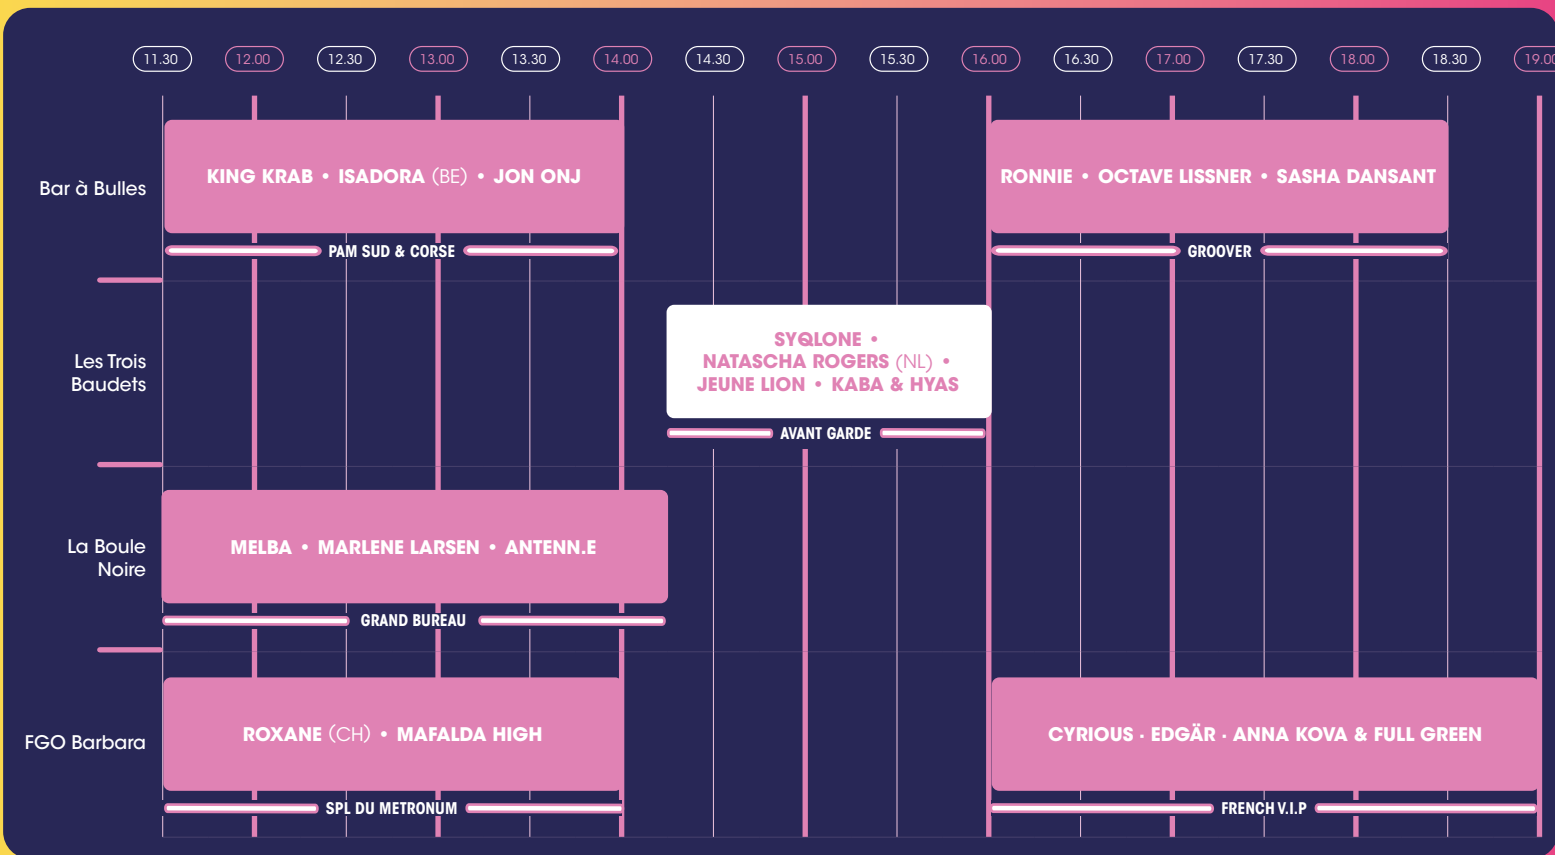 11.30 12.00 12.30 13.00 13.30 14.00 14.30 15.00 15.30 16.00 16.30 17.00 17.30 18.00 18.30 19.00
Bar à Bulles
KING KRAB • ISADORA (BE) • JON ONJ
PAM SUD & CORSE
RONNIE • OCTAVE LISSNER • SASHA DANSANT
GROOVER
Les Trois
Baudets
SYQLONE •
NATASCHA ROGERS (NL) •
JEUNE LION • KABA & HYAS
AVANT GARDE
La Boule
Noire
MELBA • MARLENE LARSEN • ANTENN.E
GRAND BUREAU
FGO Barbara
ROXANE (CH) • MAFALDA HIGH
SPL DU METRONUM
CYRIOUS · EDGÄR · ANNA KOVA & FULL GREEN
FRENCH V.I.P